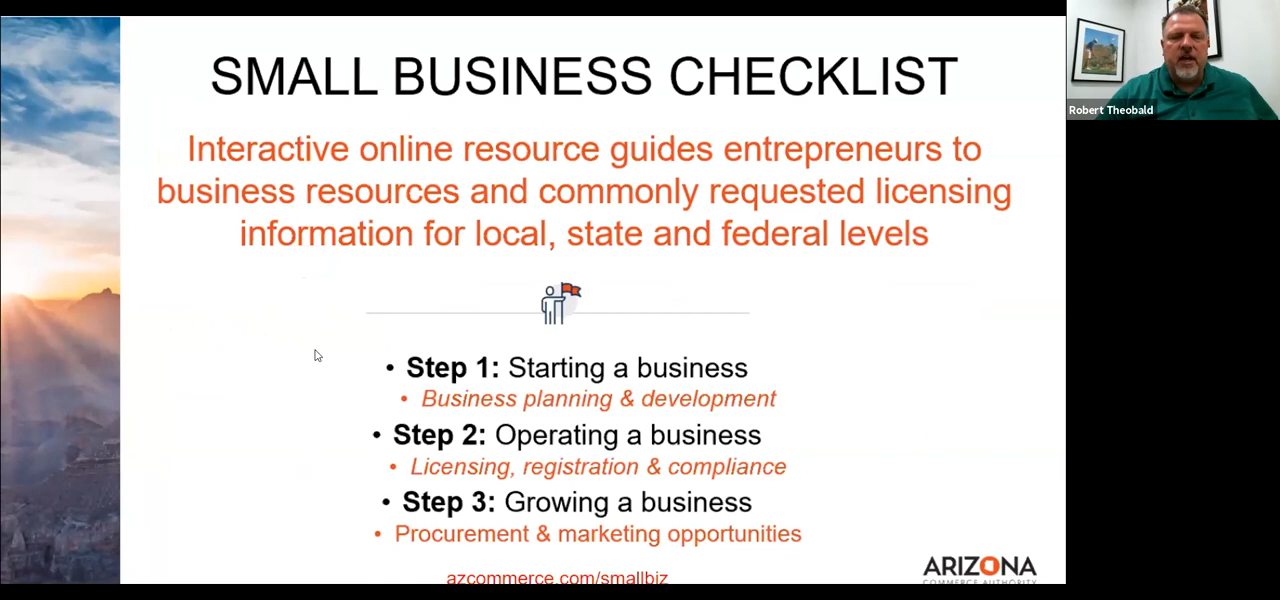 SMALL BUSINESS CHECKLIST
Interactive online resource guides entrepreneurs to
business resources and commonly requested licensing
information for local, state and federal levels
• Step 1: Starting a business
• Business planning & development
• Step 2: Operating a business
• Licensing, registration & compliance
• Step 3: Growing a business
• Procurement & marketing opportunities
azcommerce.com/smallbiz
ARIZONA
COMMERCE AUTHORITY
Robert Theobald